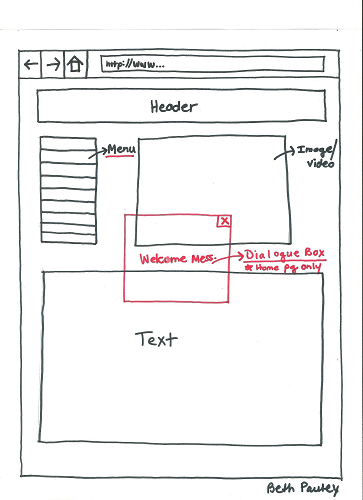 http://www...
Header
Menu
Image/
Video
X
Welcome Mess.
Dialogue Box
* Home pg only
Text
Beth Pauley